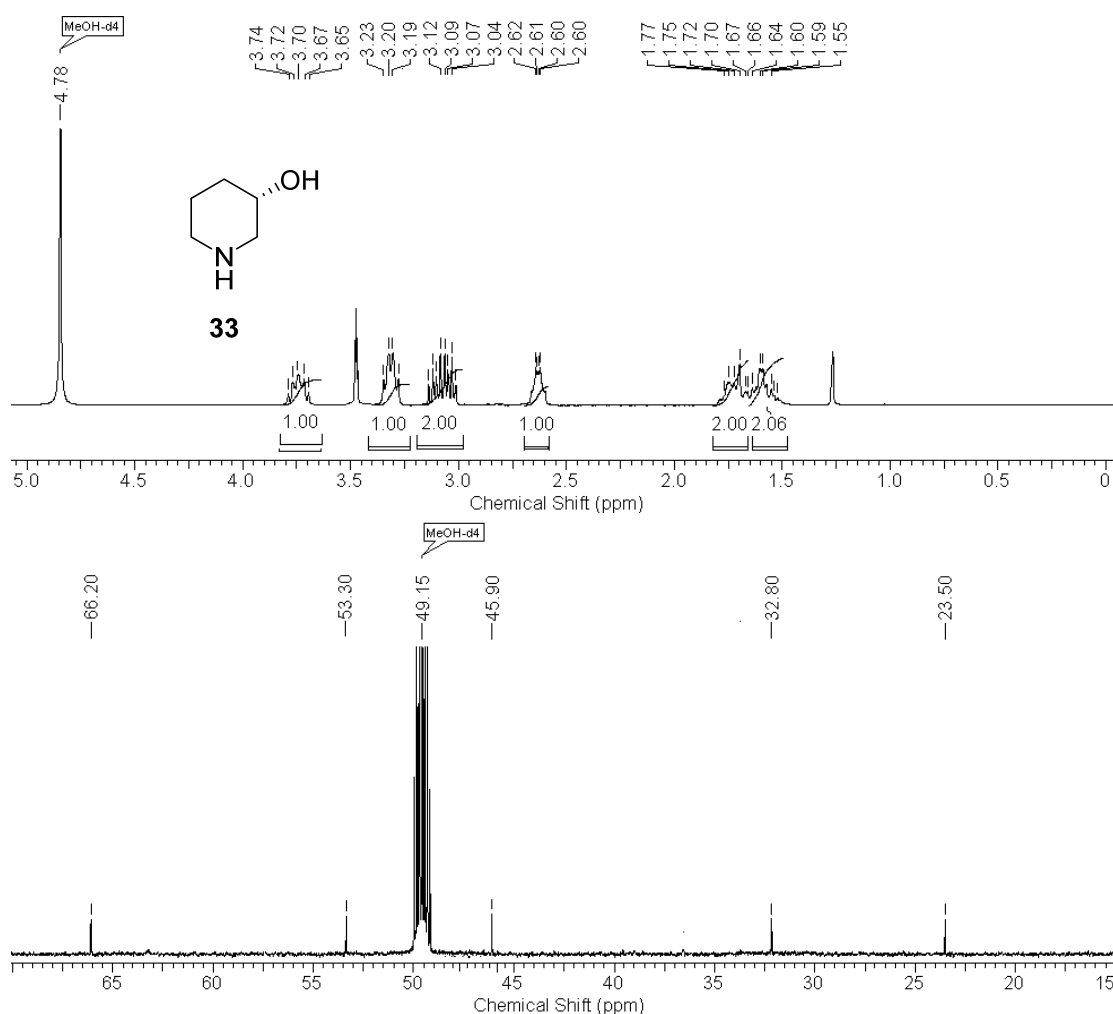 MeOH-d4
4.78
3.74 3.72 3.70 3.67 3.65 3.23 3.20 3.19 3.12 3.09 3.07 3.04 2.62 2.61 2.60 2.60 1.77 1.75 1.72 1.70 1.67 1.66 1.64 1.60 1.59 1.55
OH
N
H
33
1.00 1.00 2.00 1.00 2.00 2.06
5.0 4.5 4.0 3.5 3.0 2.5 2.0 1.5 1.0 0.5 0
Chemical Shift (ppm)
MeOH-d4
66.20 53.30 49.15 45.90 32.80 23.50
65 60 55 50 45 40 35 30 25 20 15
Chemical Shift (ppm)